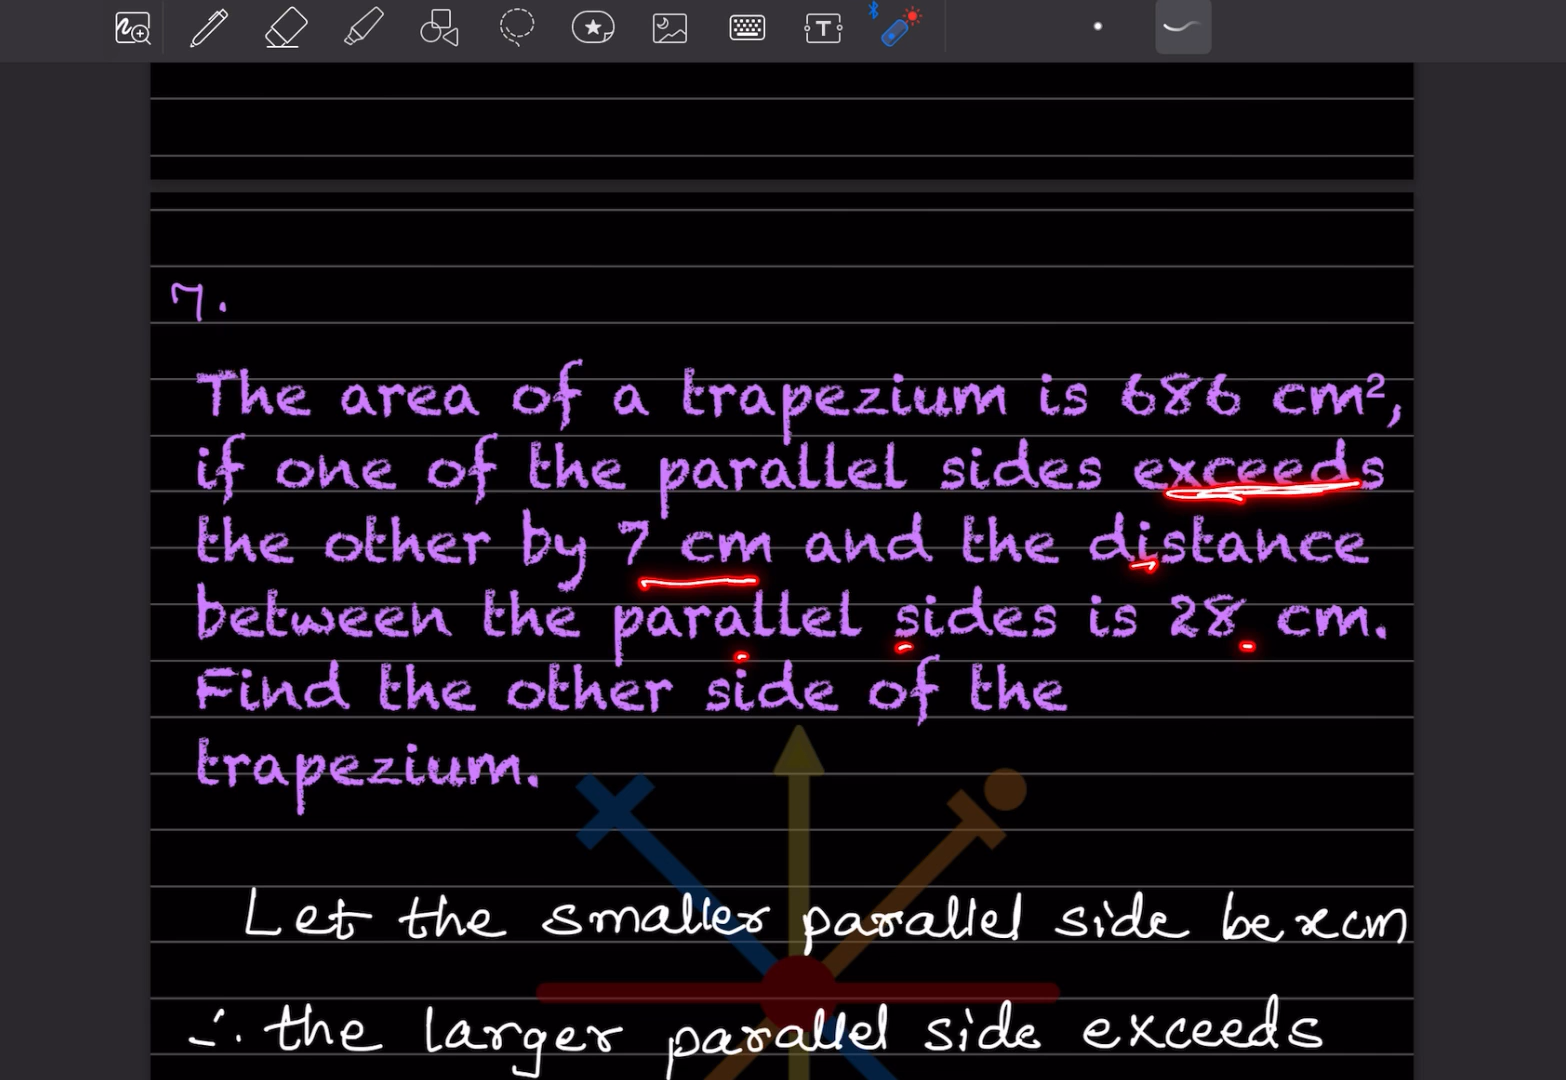 7.
The area of a trapezium is 686 cm²,
if one of the parallel sides exceeds
the other by 7 cm and the distance
between the parallel sides is 28 cm.
Find the other side of the
trapezium.
Let the smaller parallel side be x cm
∴ the larger parallel side exceeds